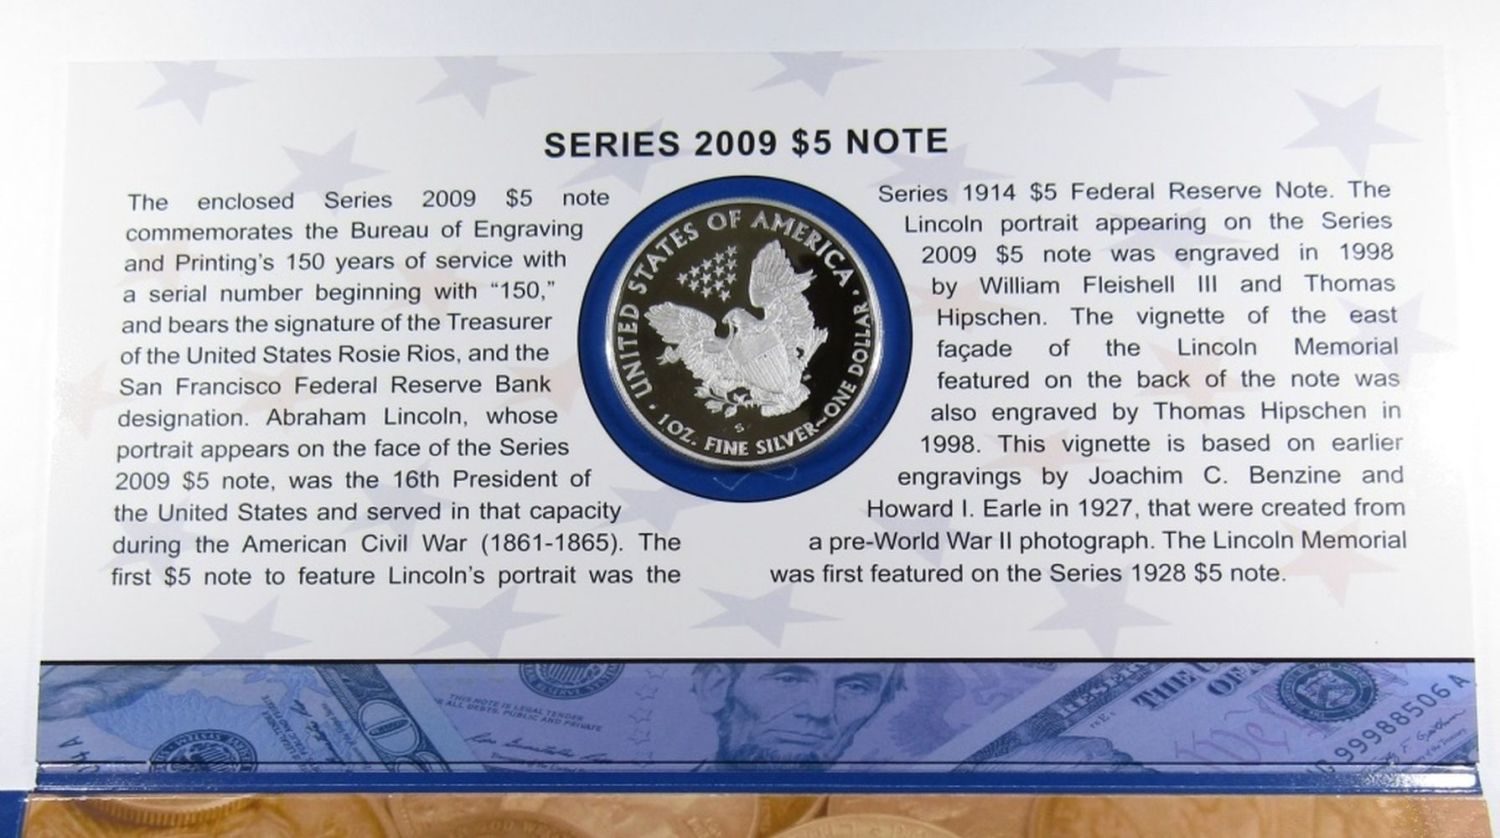 SERIES 2009 $5 NOTE
The enclosed Series 2009 $5 note
commemorates the Bureau of Engraving
and Printing's 150 years of service with
a serial number beginning with “150,”
and bears the signature of the Treasurer
of the United States Rosie Rios, and the
San Francisco Federal Reserve Bank
designation. Abraham Lincoln, whose
portrait appears on the face of the Series
2009 $5 note, was the 16th President of
the United States and served in that capacity
during the American Civil War (1861-1865). The
first $5 note to feature Lincoln's portrait was the
Series 1914 $5 Federal Reserve Note. The
Lincoln portrait appearing on the Series
2009 $5 note was engraved in 1998
by William Fleishell III and Thomas
Hipschen. The vignette of the east
façade of the Lincoln Memorial
featured on the back of the note was
also engraved by Thomas Hipschen in
1998. This vignette is based on earlier
engravings by Joachim C. Benzine and
Howard I. Earle in 1927, that were created from
a pre-World War II photograph. The Lincoln Memorial
was first featured on the Series 1928 $5 note.
UNITED STATES OF AMERICA
1 OZ. FINE SILVER~ONE DOLLAR
S
THIS NOTE IS LEGAL TENDER
ALL DEBTS, PUBLIC AND PRIVATE
THE U
OF A
We
99988506 A